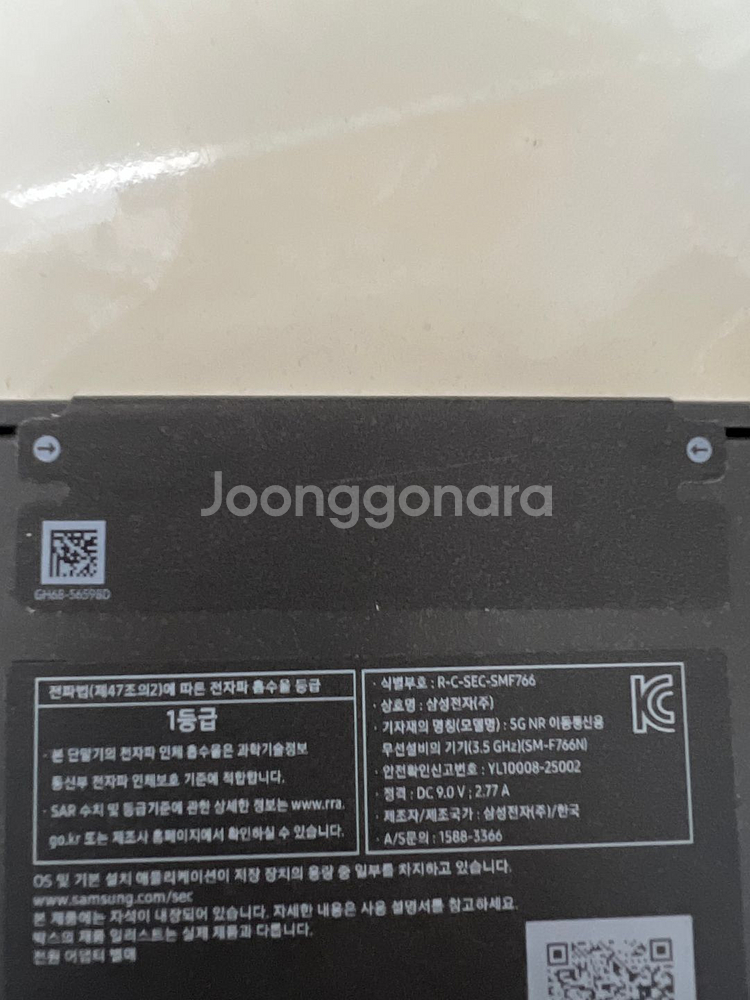 Joonggonara
GH68-56598D
전파법(제47조의2)에 따른 전자파 흡수율 등급
1등급
· 본 단말기의 전자파 인체 흡수율은 과학기술정보
통신부 전자파 인체보호 기준에 적합합니다.
· SAR 수치 및 등급기준에 관한 상세한 정보는 www.rra.
go.kr 또는 제조사 홈페이지에서 확인하실 수 있습니다.
· 식별부호 : R-C-SEC-SMF766
· 상호명 : 삼성전자(주)
· 기자재의 명칭(모델명) : 5G NR 이동통신용
무선설비의 기기(3.5 GHz)(SM-F766N)
· 안전확인신고번호 : YL10008-25002
· 정격 : DC 9.0 V ; 2.77 A
· 제조자/제조국가 : 삼성전자(주)/한국
· A/S문의 : 1588-3366
OS 및 기본 설치 애플리케이션이 저장 장치의 용량 중 일부를 차지하고 있습니다.
www.samsung.com/sec
본 제품에는 자석이 내장되어 있습니다. 자세한 내용은 사용 설명서를 참고하세요.
박스의 제품 일러스트는 실제 제품과 다릅니다.
전원 어댑터 별매